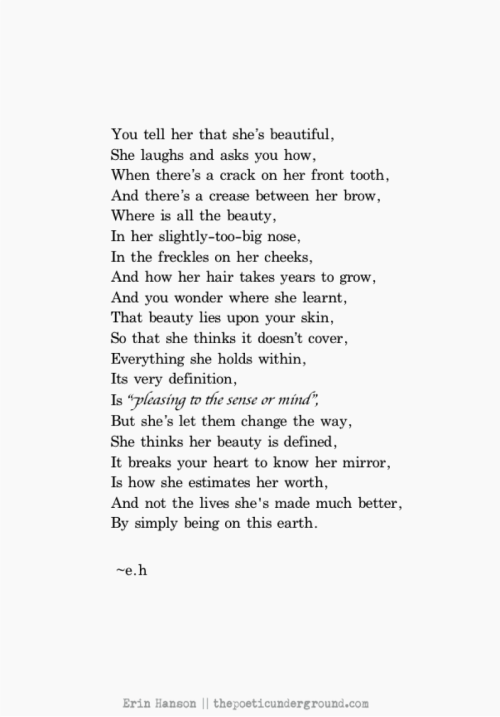 You tell her that she's beautiful,
She laughs and asks you how,
When there's a crack on her front tooth,
And there's a crease between her brow,
Where is all the beauty,
In her slightly-too-big nose,
In the freckles on her cheeks,
And how her hair takes years to grow,
And you wonder where she learnt,
That beauty lies upon your skin,
So that she thinks it doesn't cover,
Everything she holds within,
Its very definition,
Is "pleasing to the sense or mind",
But she's let them change the way,
She thinks her beauty is defined,
It breaks your heart to know her mirror,
Is how she estimates her worth,
And not the lives she's made much better,
By simply being on this earth.
~e.h
Erin Hanson || thepoeticunderground.com